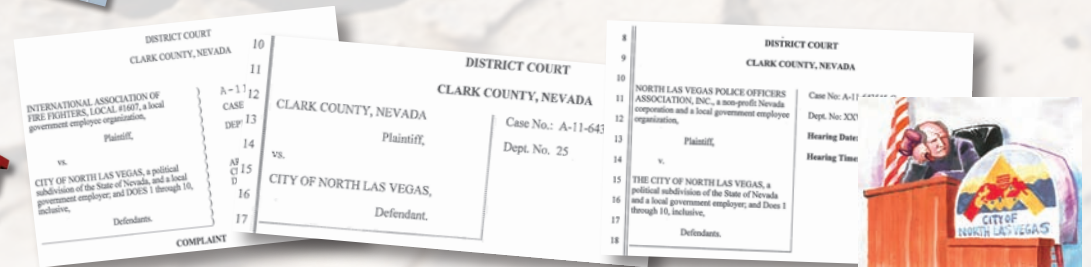 DISTRICT COURT
CLARK COUNTY, NEVADA
INTERNATIONAL ASSOCIATION OF
FIRE FIGHTERS, LOCAL #1607, a local
government employee organization,
Plaintiff,
vs.
CITY OF NORTH LAS VEGAS, a political
subdivision of the State of Nevada, and a local
government employer; and DOES 1 through 10,
inclusive,
Defendants.
COMPLAINT
A-11
CASE
10
11
12
13
14
15
16
17
DISTRICT COURT
CLARK COUNTY, NEVADA
CLARK COUNTY, NEVADA
Plaintiff,
vs.
CITY OF NORTH LAS VEGAS,
Defendant.
Case No.: A-11-643
Dept. No. 25
8
9
10
11
12
13
14
15
16
17
18
DISTRICT COURT
CLARK COUNTY, NEVADA
NORTH LAS VEGAS POLICE OFFICERS
ASSOCIATION, INC., a non-profit Nevada
corporation and a local government employee
organization,
Plaintiff,
v.
THE CITY OF NORTH LAS VEGAS, a
political subdivision of the State of Nevada
and a local government employer; and Does 1
through 10, inclusive,
Defendants.
Case No: A-11
Dept. No: XX
Hearing Date:
Hearing Time:
CITY OF
NORTH LAS VEGAS